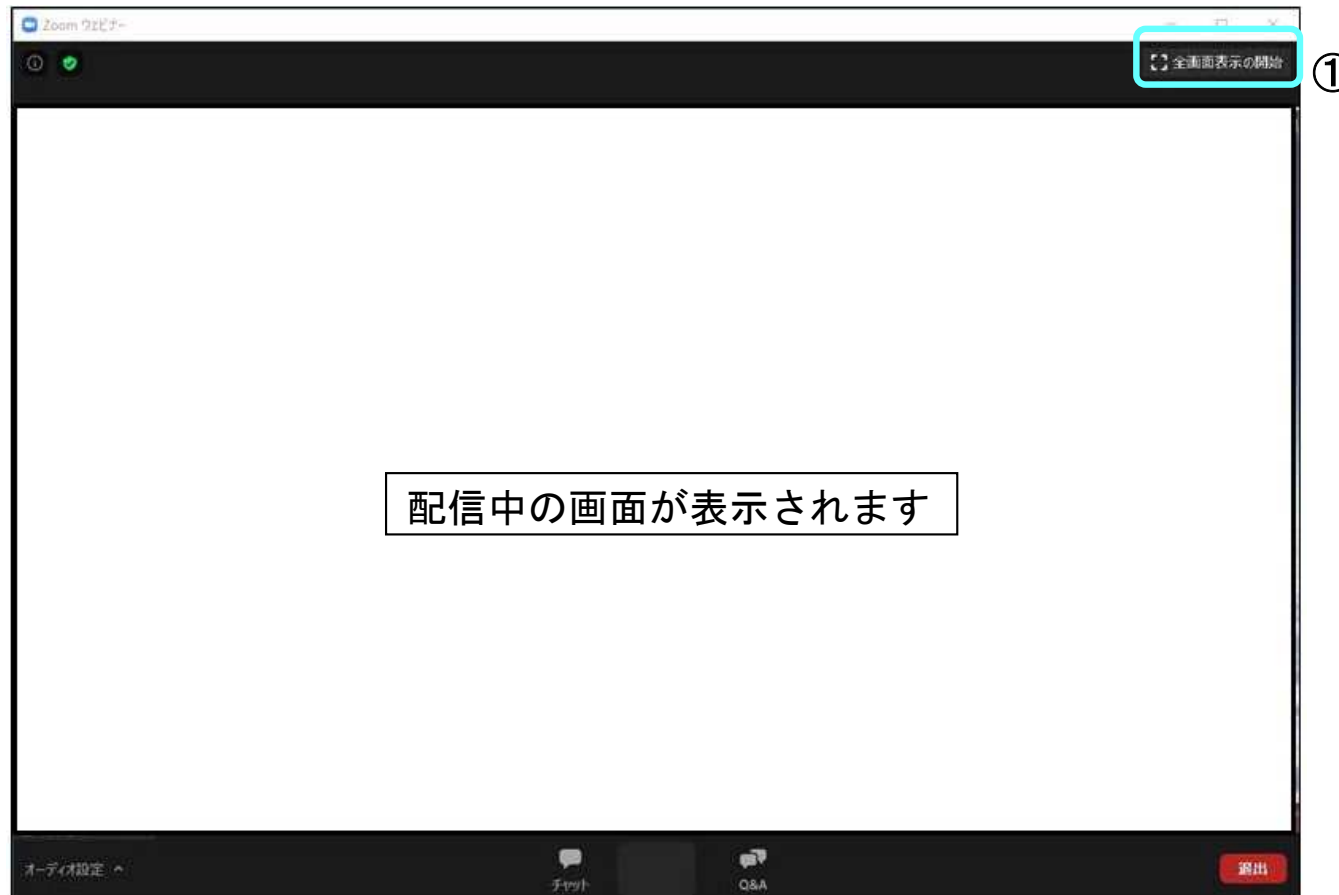 Zoom ウェビナー
全画面表示の開始
①
配信中の画面が表示されます
オーディオ設定 ^
チャット
Q&A
退出